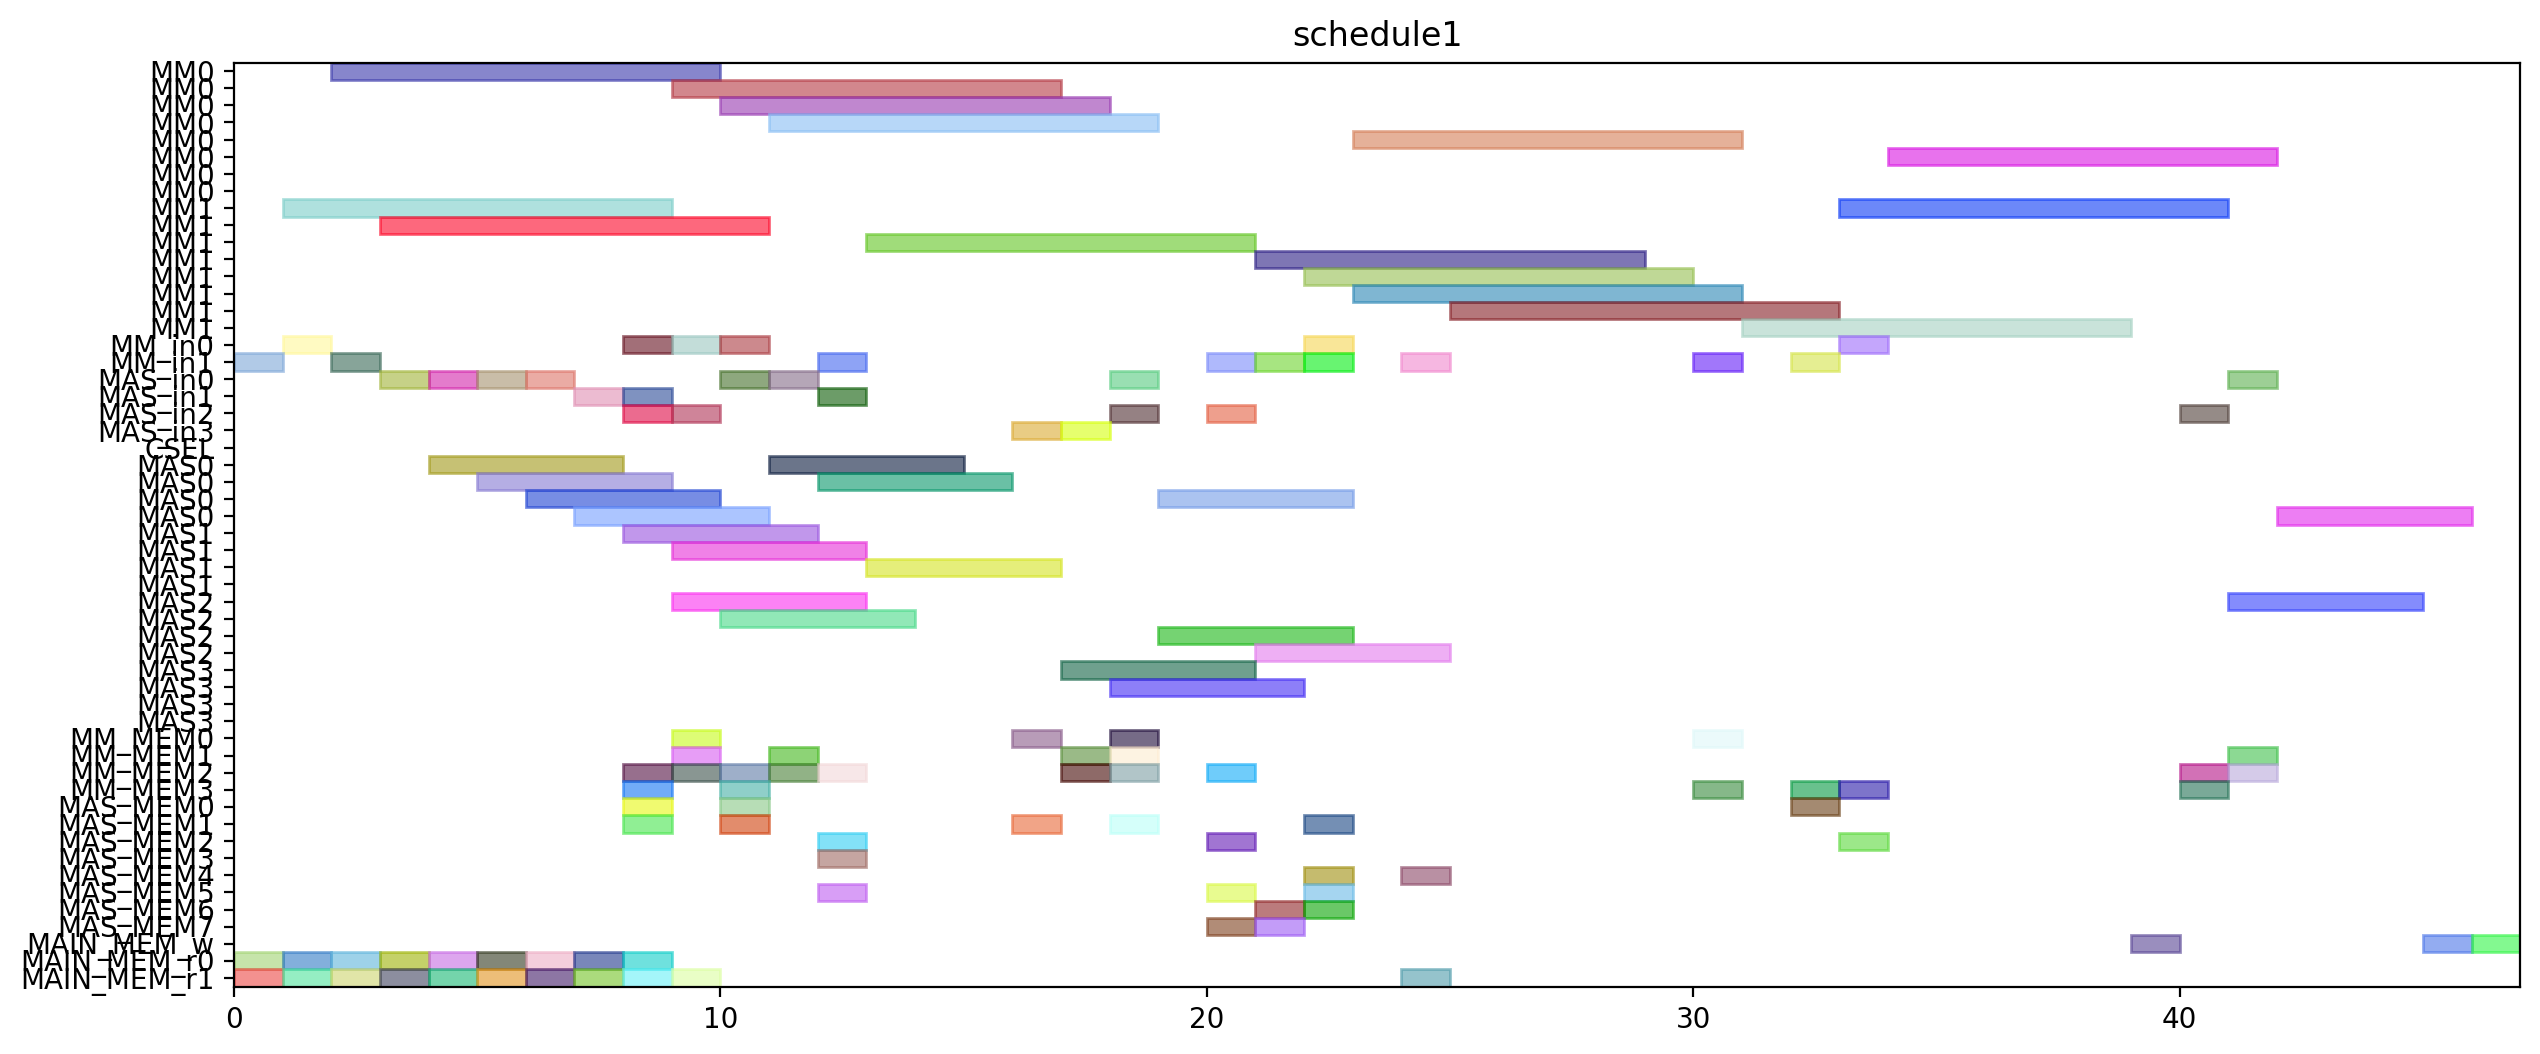 schedule1
MM0
MM0
MM0
MM0
MM0
MM0
MM0
MM0
MM1
MM1
MM1
MM1
MM1
MM1
MM1
MM1
MM_in0
MM_in1
MAS_in0
MAS_in1
MAS_in2
MAS_in3
CSEL
MAS0
MAS0
MAS0
MAS0
MAS1
MAS1
MAS1
MAS1
MAS2
MAS2
MAS2
MAS2
MAS3
MAS3
MAS3
MAS3
MM_MEM0
MM_MEM1
MM_MEM2
MM_MEM3
MAS_MEM0
MAS_MEM1
MAS_MEM2
MAS_MEM3
MAS_MEM4
MAS_MEM5
MAS_MEM6
MAS_MEM7
MAIN_MEM_w
MAIN_MEM_r0
MAIN_MEM_r1
0 10 20 30 40